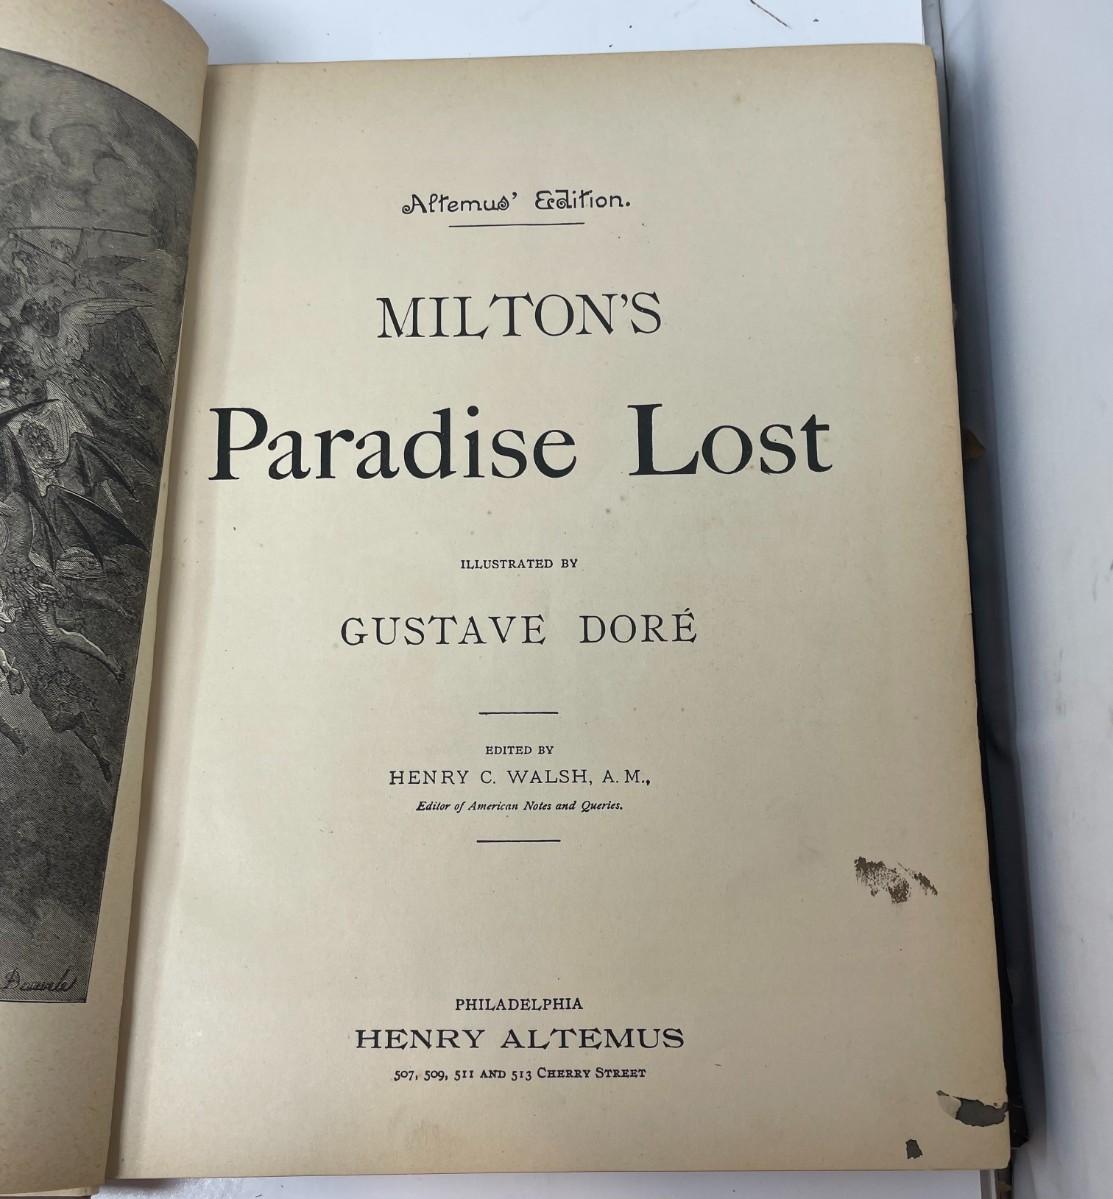 Altemus' Edition.
MILTON'S
Paradise Lost
ILLUSTRATED BY
GUSTAVE DORÉ
EDITED BY
HENRY C. WALSH, A. M.,
Editor of American Notes and Queries.
PHILADELPHIA
HENRY ALTEMUS
507, 509, 511 AND 513 CHERRY STREET